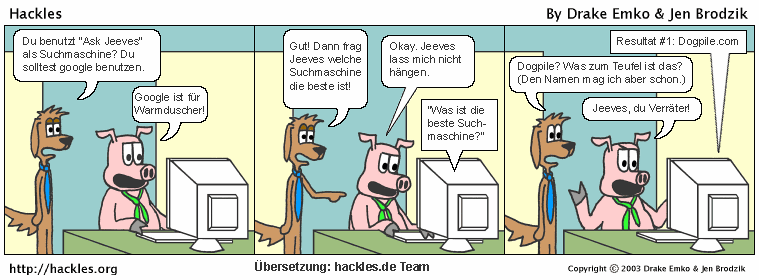 Hackles
By Drake Emko & Jen Brodzik
Du benutzt "Ask Jeeves"
als Suchmaschine? Du
solltest google benutzen.
Google ist für
Warmduscher!
Gut! Dann frag
Jeeves welche
Suchmaschine
die beste ist!
Okay. Jeeves
lass mich nicht
hängen.
"Was ist die
beste Such-
maschine?"
Resultat #1: Dogpile.com
Dogpile? Was zum Teufel ist das?
(Den Namen mag ich aber schon.)
Jeeves, du Verräter!
http://hackles.org
Übersetzung: hackles.de Team
Copyright © 2003 Drake Emko & Jen Brodzik